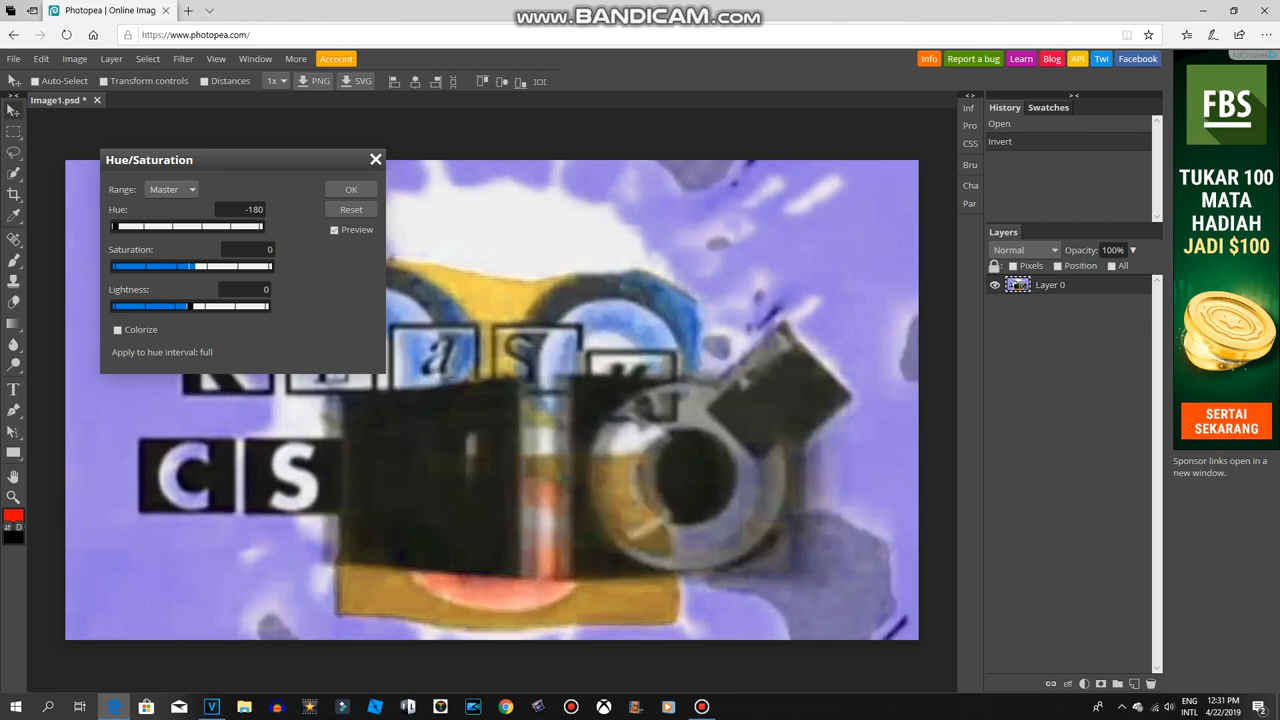 Photopea | Online Imag
www.BANDICAM.com
https://www.photopea.com/
File Edit Image Layer Select Filter View Window More Account
Info Report a bug Learn Blog API Twi Facebook
AdChoices
Auto-Select Transform controls Distances 1x PNG SVG
Image1.psd *
Inf
Pro
CSS
Bru
Cha
Par
History Swatches
Open
Invert
Layers
Normal Opacity: 100%
Pixels Position All
Layer 0
Hue/Saturation
Range: Master OK
Hue: -180 Reset
Preview
Saturation: 0
Lightness: 0
Colorize
Apply to hue interval: full
a s
C S
T
D
FBS
TUKAR 100
MATA
HADIAH
JADI $100
SERTAI
SEKARANG
Sponsor links open in a
new window.
ENG 12:31 PM
INTL 4/22/2019